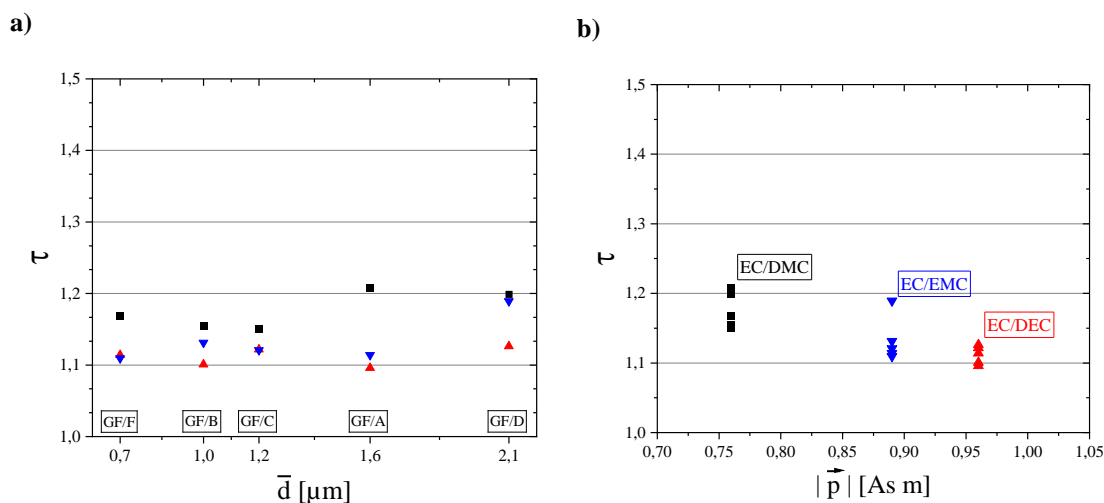 a)
1,5
1,4
1,3
1,2
1,1
1,0
τ
GF/F GF/B GF/C GF/A GF/D
0,7 1,0 1,2 1,6 2,1
d̅ [µm]
b)
1,5
1,4
1,3
1,2
1,1
1,0
τ
EC/DMC
EC/EMC
EC/DEC
0,70 0,75 0,80 0,85 0,90 0,95 1,00 1,05
| p⃗ | [As m]